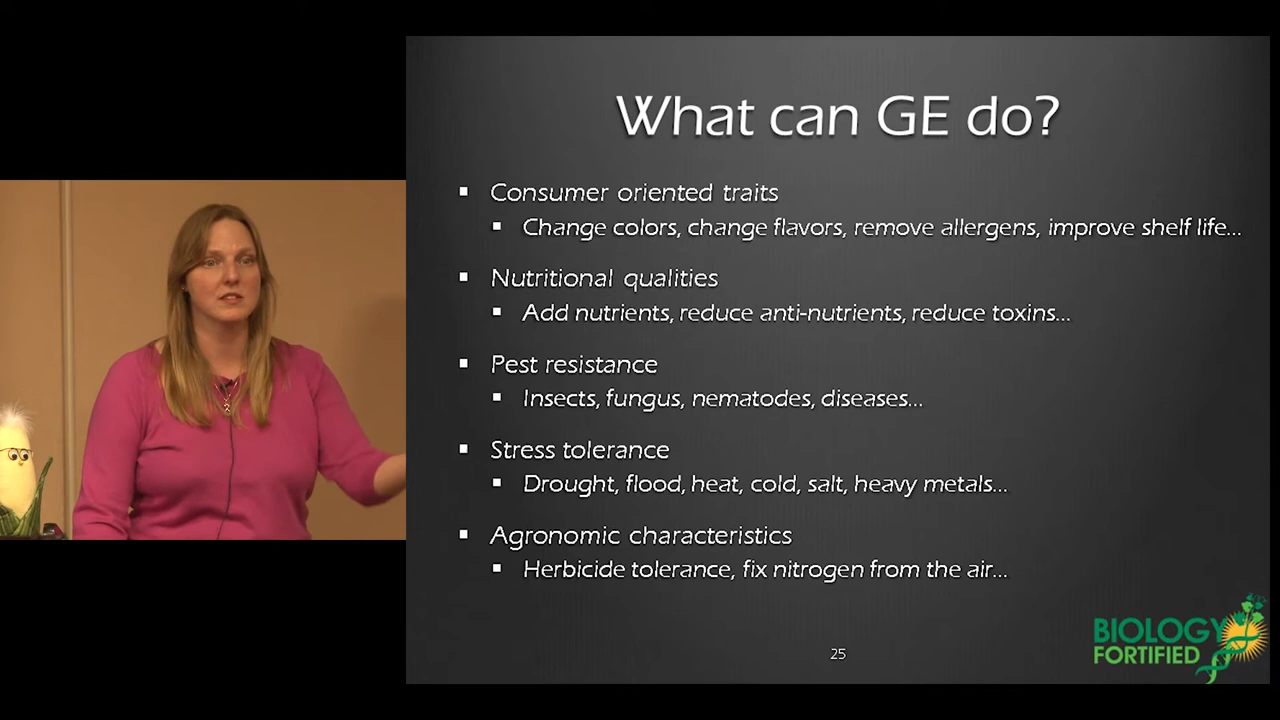 What can GE do?
Consumer oriented traits
Change colors, change flavors, remove allergens, improve shelf life...
Nutritional qualities
Add nutrients, reduce anti-nutrients, reduce toxins...
Pest resistance
Insects, fungus, nematodes, diseases...
Stress tolerance
Drought, flood, heat, cold, salt, heavy metals...
Agronomic characteristics
Herbicide tolerance, fix nitrogen from the air...
25
BIOLOGY
FORTIFIED